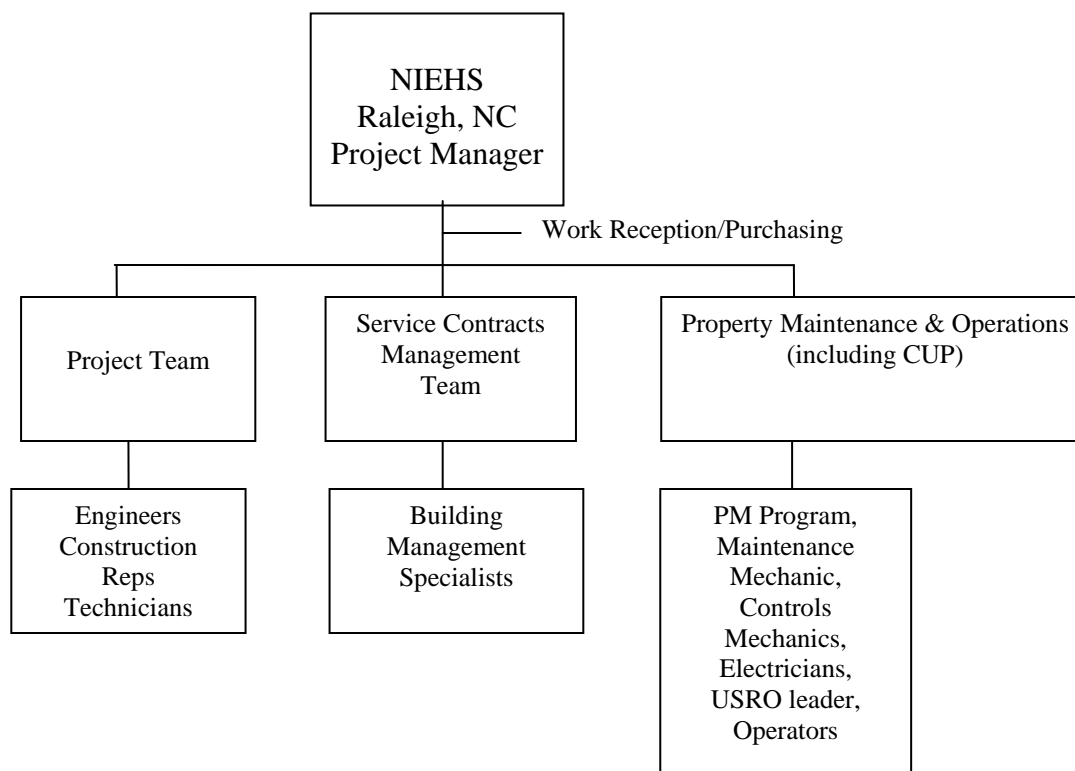 NIEHS
Raleigh, NC
Project Manager
Work Reception/Purchasing
Project Team
Service Contracts
Management
Team
Property Maintenance & Operations
(including CUP)
Engineers
Construction
Reps
Technicians
Building
Management
Specialists
PM Program,
Maintenance
Mechanic,
Controls
Mechanics,
Electricians,
USRO leader,
Operators